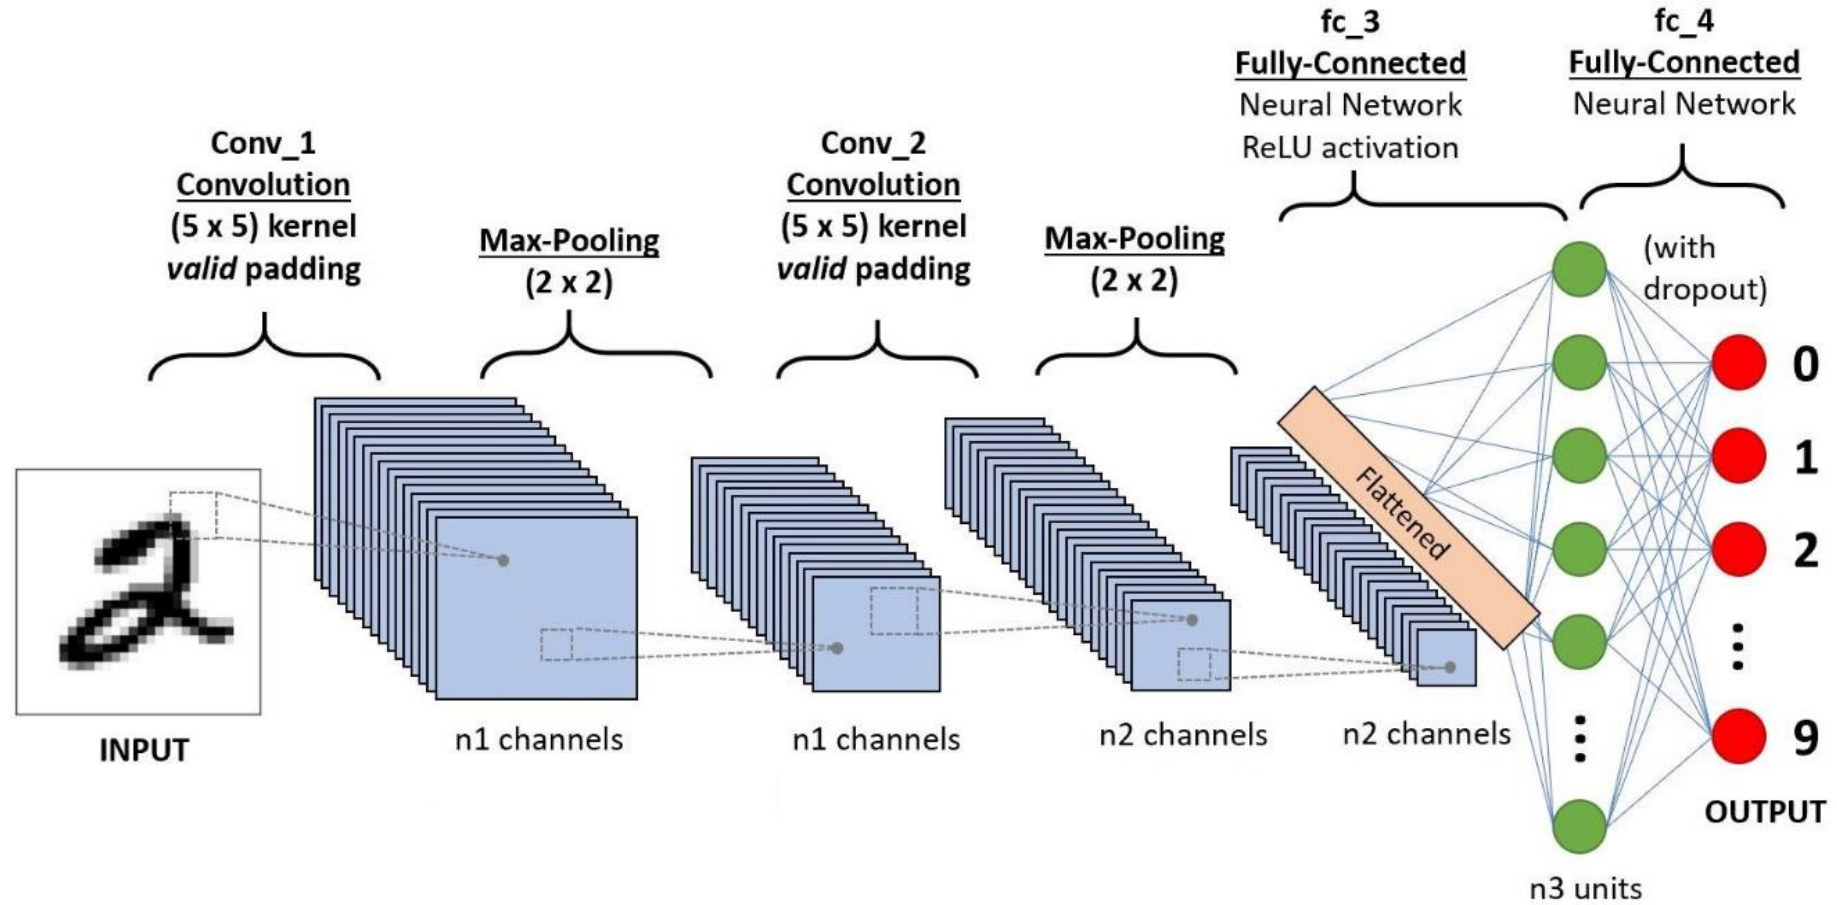 Conv_1
Convolution
(5 x 5) kernel
valid padding
Max-Pooling
(2 x 2)
Conv_2
Convolution
(5 x 5) kernel
valid padding
Max-Pooling
(2 x 2)
fc_3
Fully-Connected
Neural Network
ReLU activation
fc_4
Fully-Connected
Neural Network
(with
dropout)
Flattened
0
1
2
9
INPUT
n1 channels
n1 channels
n2 channels
n2 channels
n3 units
OUTPUT